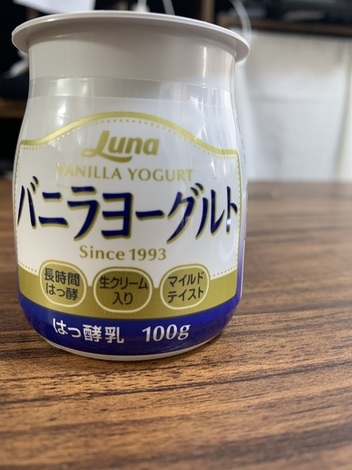 Luna
VANILLA YOGURT
バニラヨーグルト
Since 1993
長時間
はっ酵
生クリーム
入り
マイルド
テイスト
はっ酵乳 100g